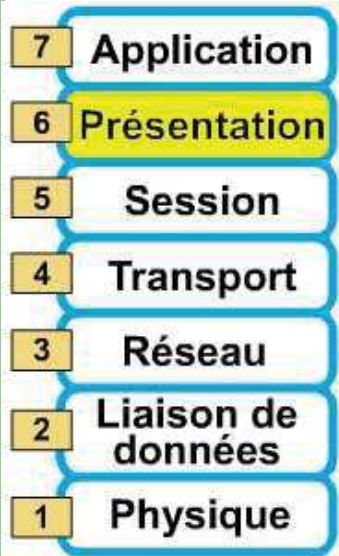 7 Application
6 Présentation
5 Session
4 Transport
3 Réseau
2 Liaison de
données
1 Physique